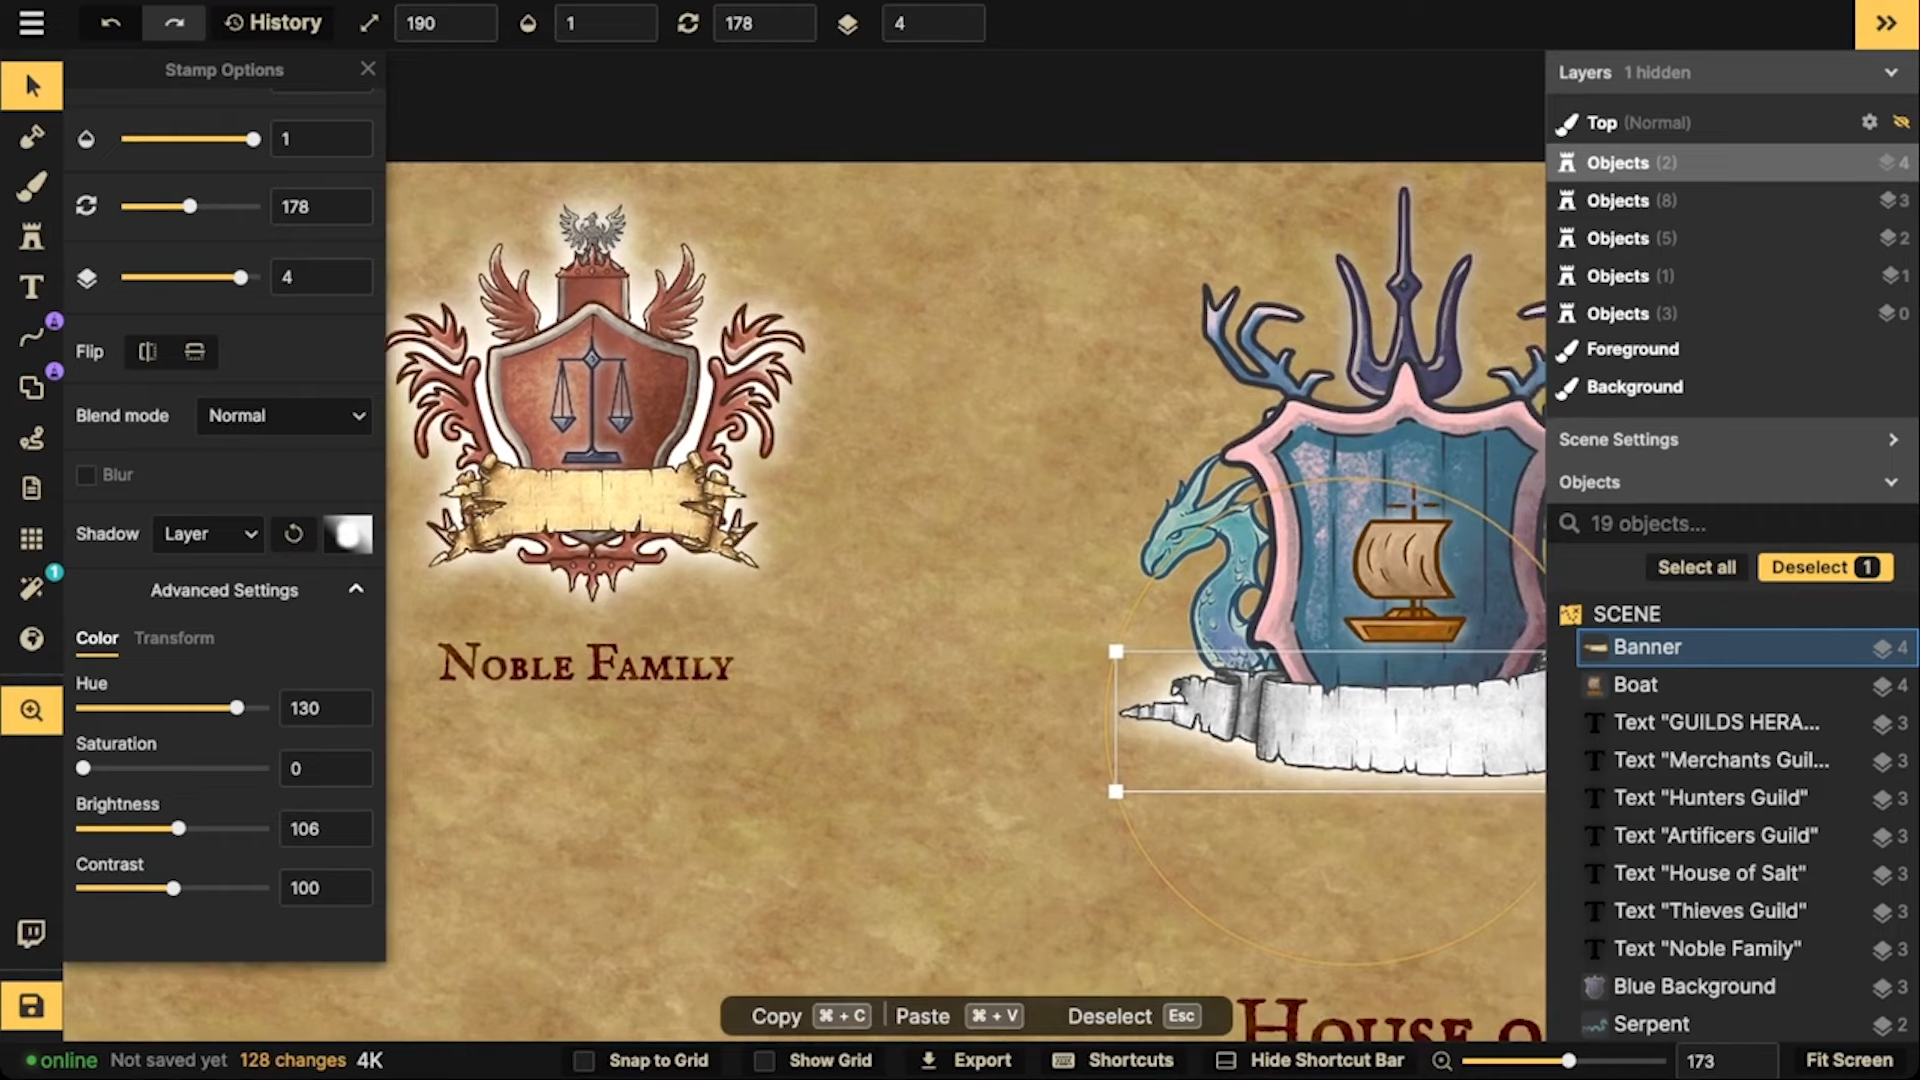 History
190
1
178
4
Stamp Options
1
178
4
Flip
Blend mode
Normal
Blur
Shadow
Layer
Advanced Settings
Color
Transform
Hue
130
Saturation
0
Brightness
106
Contrast
100
1
Noble Family
House o
Layers 1 hidden
Top (Normal)
Objects (2) 4
Objects (8) 3
Objects (5) 2
Objects (1) 1
Objects (3) 0
Foreground
Background
Scene Settings
Objects
19 objects...
Select all
Deselect 1
SCENE
Banner 4
Boat 4
Text "GUILDS HERA... 3
Text "Merchants Guil... 3
Text "Hunters Guild" 3
Text "Artificers Guild" 3
Text "House of Salt" 3
Text "Thieves Guild" 3
Text "Noble Family" 3
Blue Background 3
Serpent 2
Copy ⌘ + C Paste ⌘ + V Deselect Esc
online Not saved yet 128 changes 4K Snap to Grid Show Grid Export Shortcuts Hide Shortcut Bar 173 Fit Screen